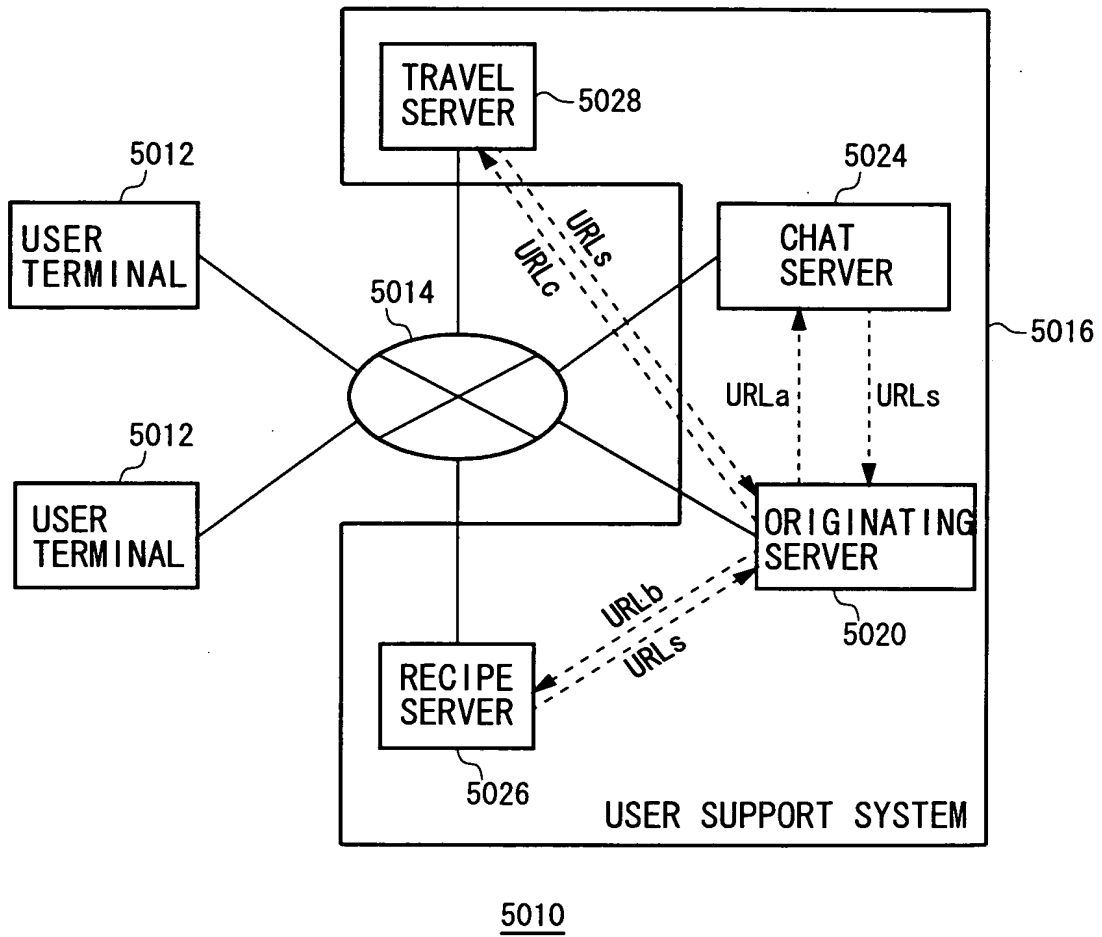 TRAVEL
SERVER
5028
5012
USER
TERMINAL
5024
CHAT
SERVER
URLs
URLc
5014
5016
URLa
URLs
5012
USER
TERMINAL
ORIGINATING
SERVER
5020
URLb
URLs
RECIPE
SERVER
5026
USER SUPPORT SYSTEM
5010